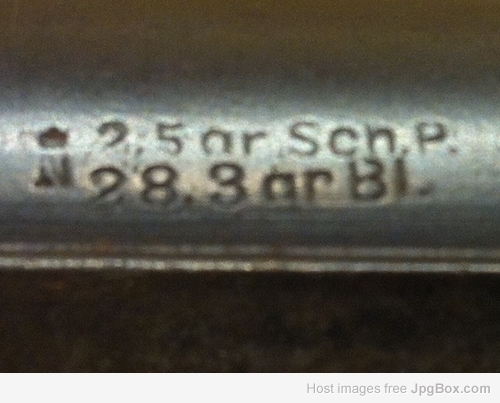 N 2.5 gr. Sch.P.
28.3 gr Bl.
Host images free JpgBox.com